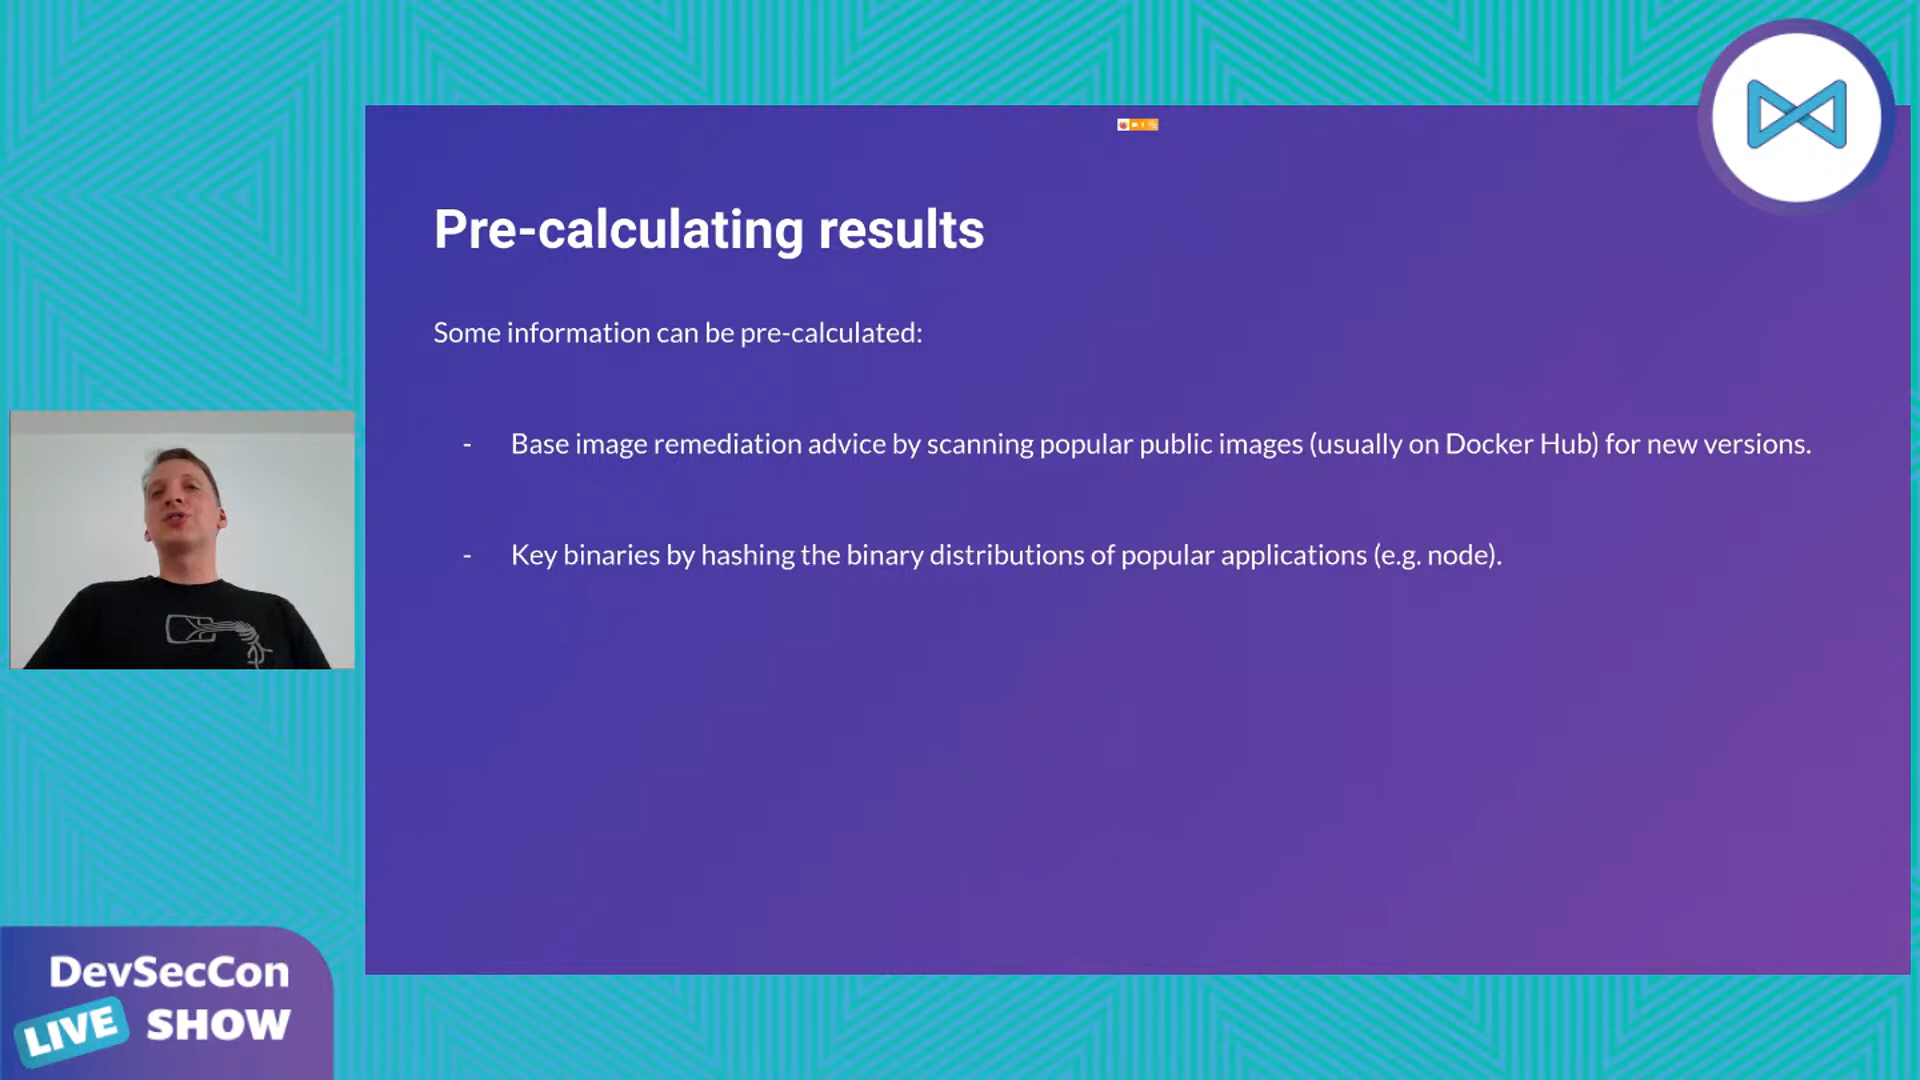 Pre-calculating results
Some information can be pre-calculated:
- Base image remediation advice by scanning popular public images (usually on Docker Hub) for new versions.
- Key binaries by hashing the binary distributions of popular applications (e.g. node).
DevSecCon
LIVE SHOW